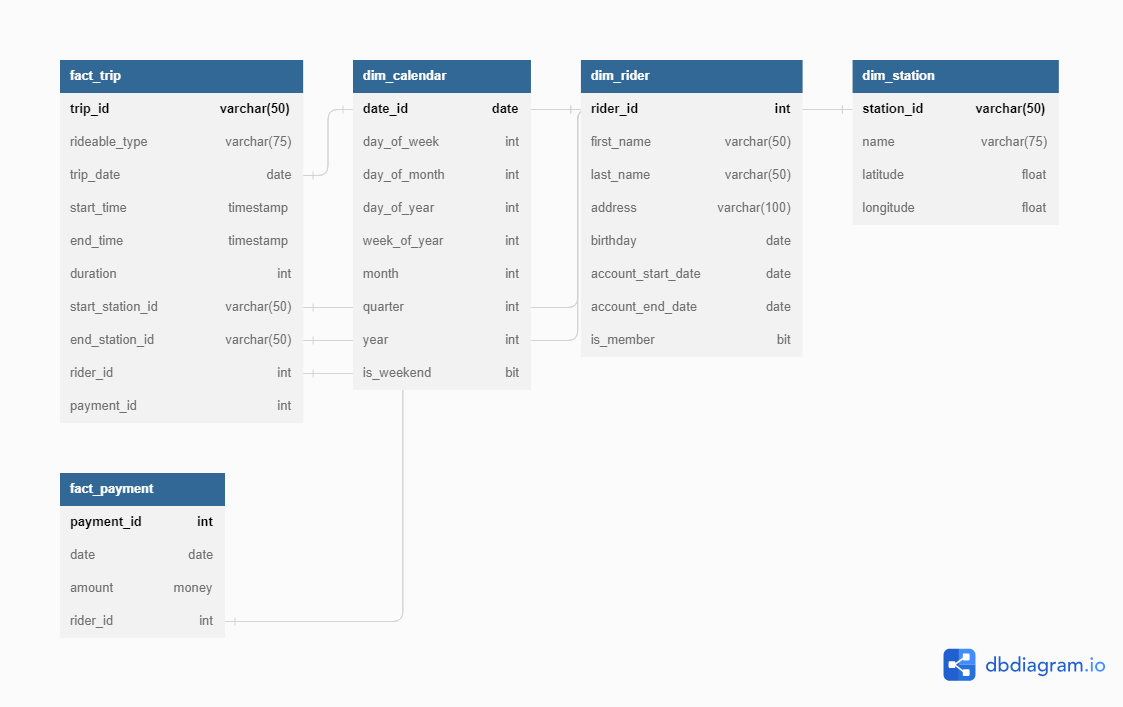 fact_trip
trip_id varchar(50)
rideable_type varchar(75)
trip_date date
start_time timestamp
end_time timestamp
duration int
start_station_id varchar(50)
end_station_id varchar(50)
rider_id int
payment_id int
dim_calendar
date_id date
day_of_week int
day_of_month int
day_of_year int
week_of_year int
month int
quarter int
year int
is_weekend bit
dim_rider
rider_id int
first_name varchar(50)
last_name varchar(50)
address varchar(100)
birthday date
account_start_date date
account_end_date date
is_member bit
dim_station
station_id varchar(50)
name varchar(75)
latitude float
longitude float
fact_payment
payment_id int
date date
amount money
rider_id int
dbdiagram.io